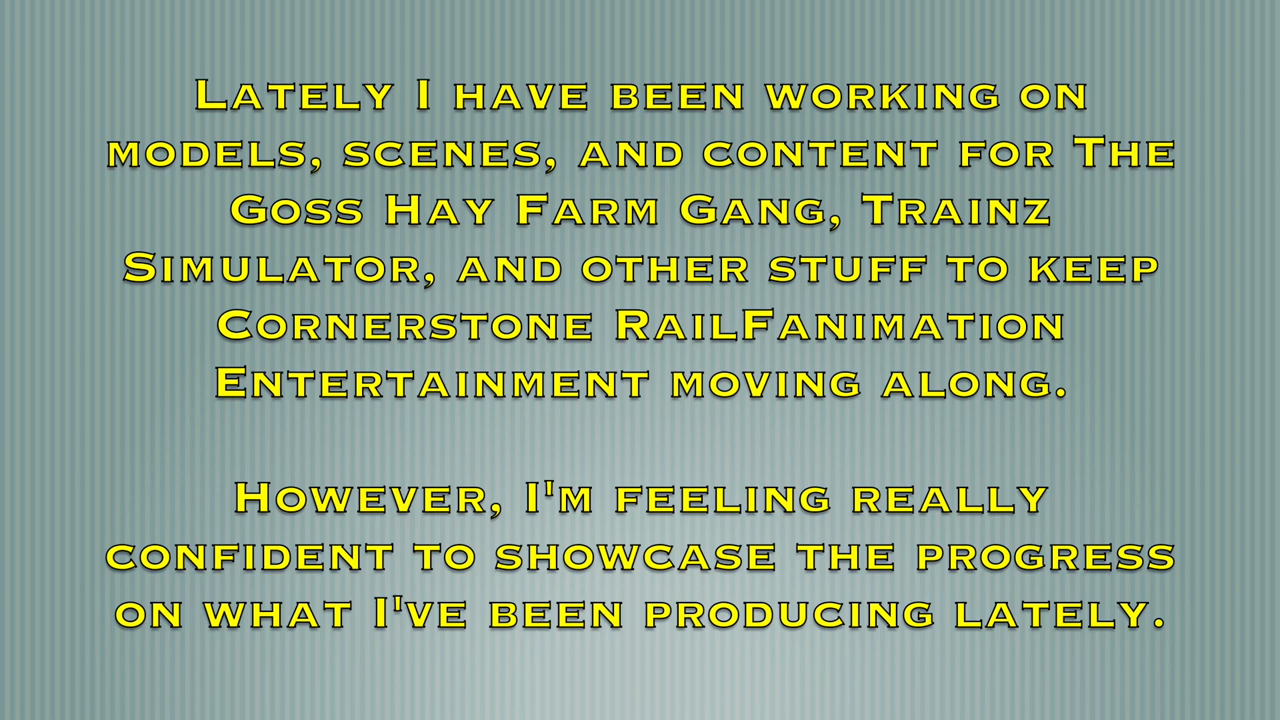 Lately I have been working on
models, scenes, and content for The
Goss Hay Farm Gang, Trainz
Simulator, and other stuff to keep
Cornerstone RailFanimation
Entertainment moving along.
However, I'm feeling really
confident to showcase the progress
on what I've been producing lately.